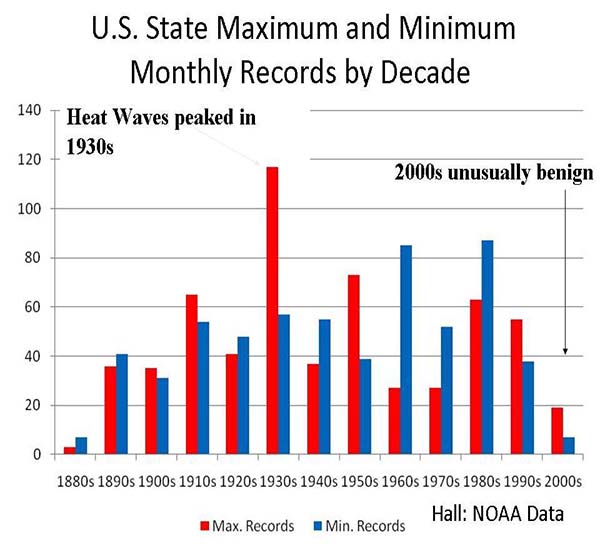 U.S. State Maximum and Minimum
Monthly Records by Decade
Heat Waves peaked in
1930s
2000s unusually benign
140
120
100
80
60
40
20
0
1880s 1890s 1900s 1910s 1920s 1930s 1940s 1950s 1960s 1970s 1980s 1990s 2000s
Max. Records Min. Records
Hall: NOAA Data